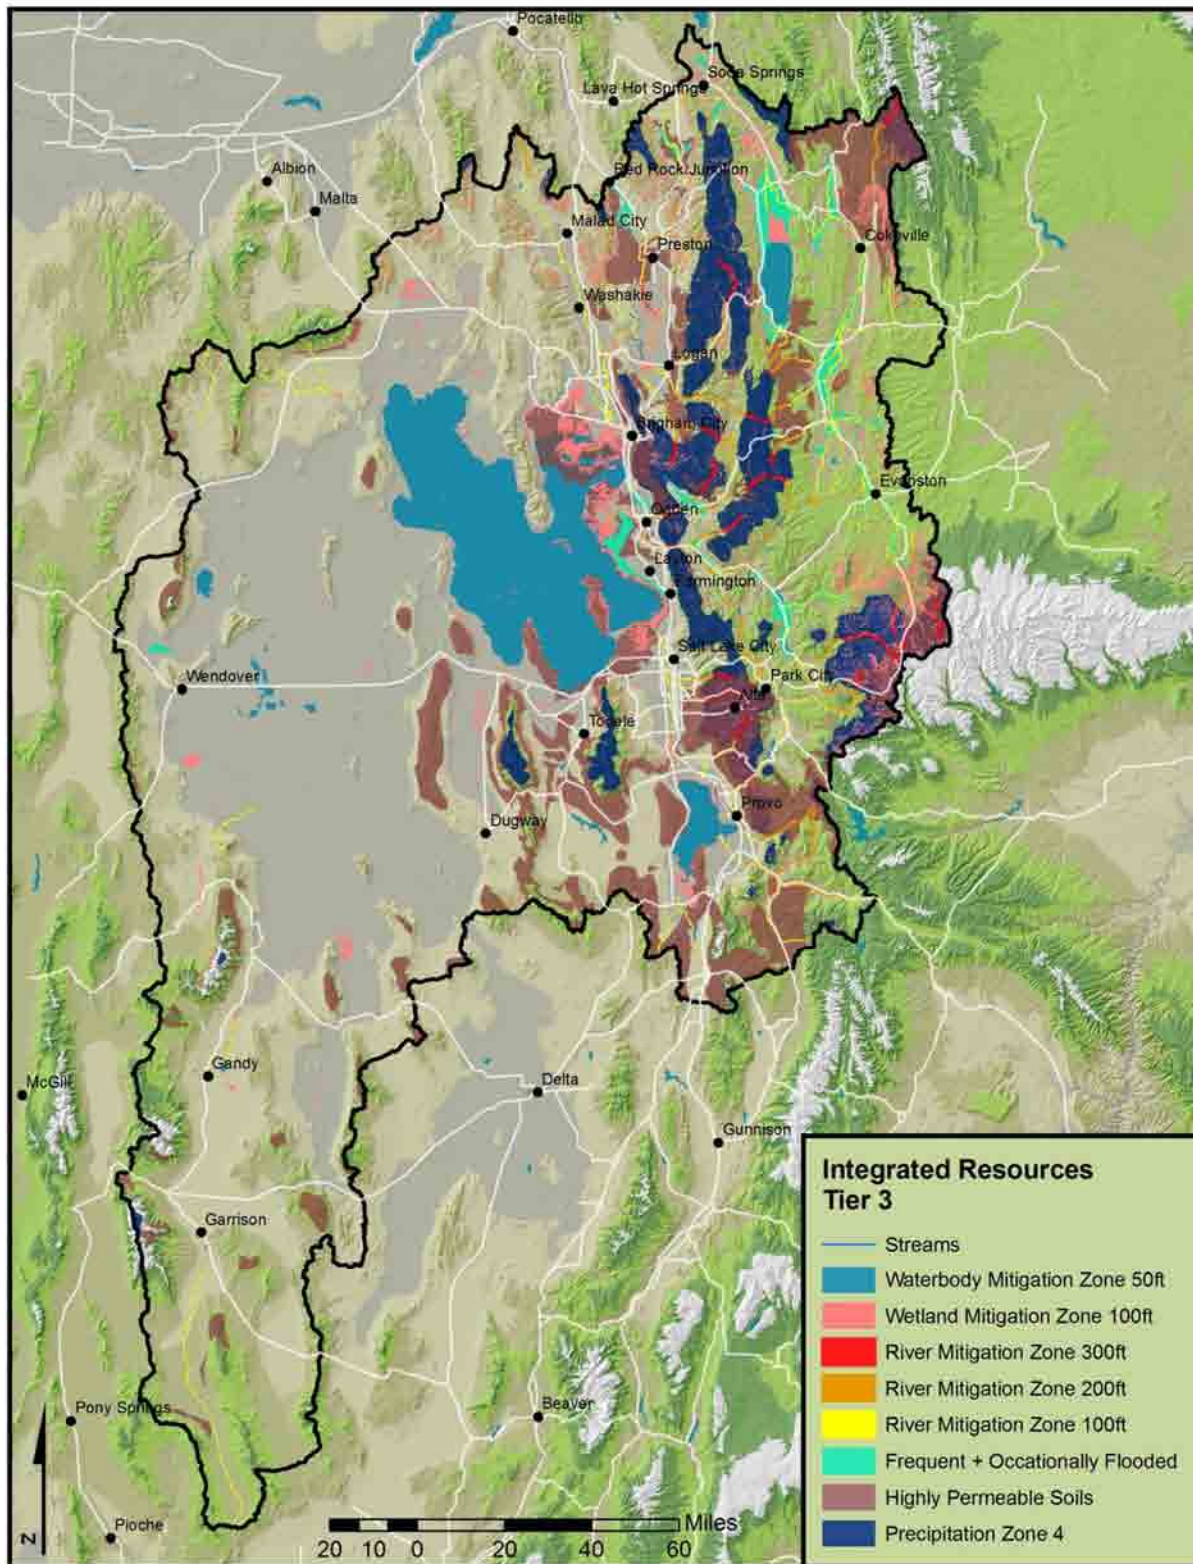 Pocatello
Soda Springs
Lava Hot Springs
Albion
Red Rock Junction
Malta
Malad City
Cokeville
Preston
Washakie
Logan
Brigham City
Evanston
Ogden
Layton
Farmington
Salt Lake City
Wendover
Park City
Alta
Tooele
Provo
Dugway
Gandy
McGill
Delta
Gunnison
Garrison
Beaver
Pony Springs
Pioche
N
20 10 0 20 40 60 Miles
Integrated Resources
Tier 3
Streams
Waterbody Mitigation Zone 50ft
Wetland Mitigation Zone 100ft
River Mitigation Zone 300ft
River Mitigation Zone 200ft
River Mitigation Zone 100ft
Frequent + Occationally Flooded
Highly Permeable Soils
Precipitation Zone 4